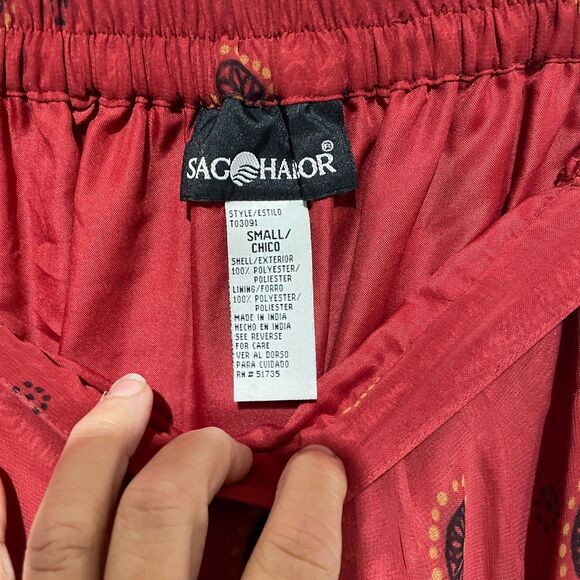 SAG HARBOR®
STYLE/ESTILO
T03091
SMALL/
CHICO
SHELL/EXTERIOR
100% POLYESTER/
POLIESTER
LINING/FORRO
100% POLYESTER/
POLIESTER
MADE IN INDIA
HECHO EN INDIA
SEE REVERSE
FOR CARE
VER AL DORSO
PARA CUIDADO
RN# 51735